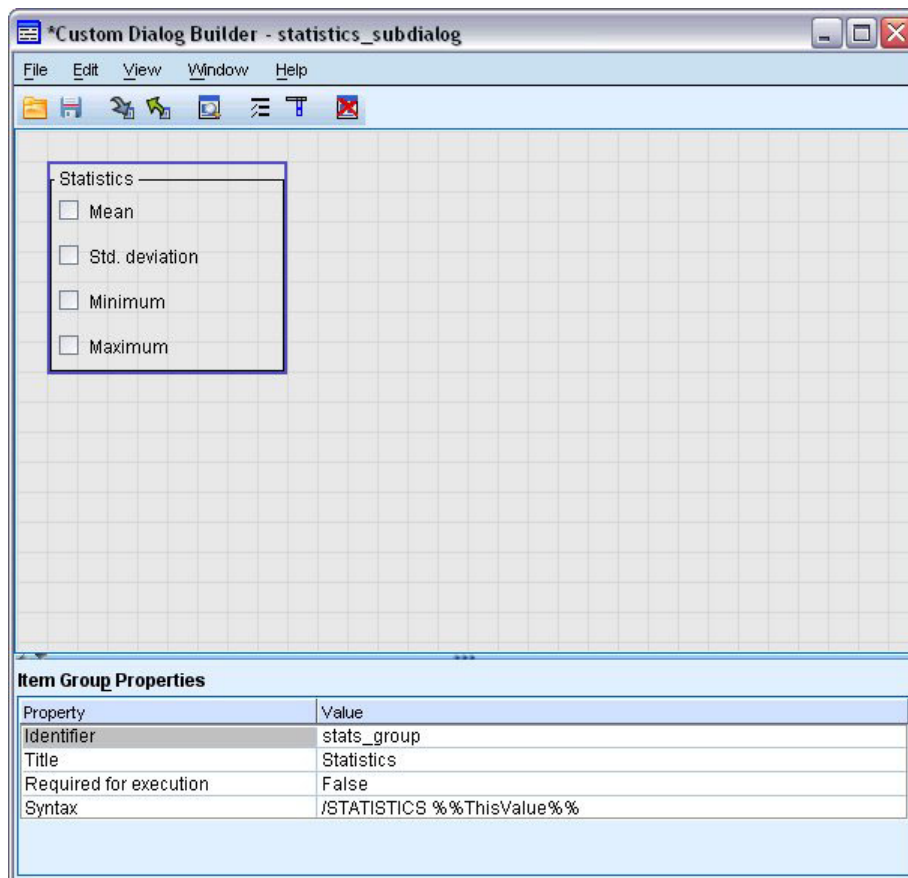 *Custom Dialog Builder - statistics_subdialog
File Edit View Window Help
Statistics
Mean
Std. deviation
Minimum
Maximum
Item Group Properties
Property Value
Identifier stats_group
Title Statistics
Required for execution False
Syntax /STATISTICS %%ThisValue%%